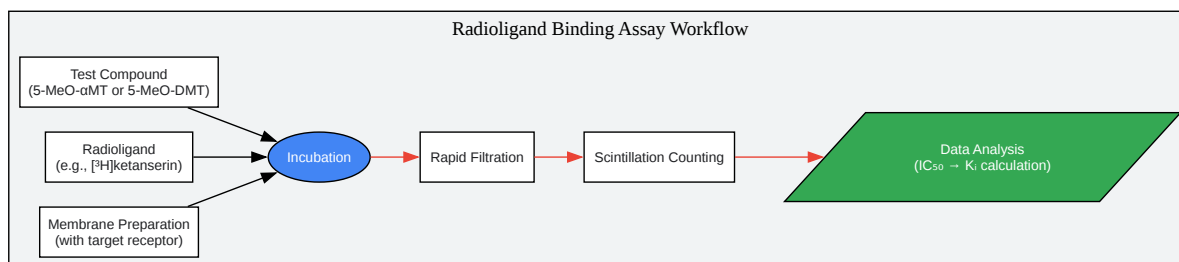 Radioligand Binding Assay Workflow
Test Compound
(5-MeO-αMT or 5-MeO-DMT)
Radioligand
(e.g., [³H]ketanserin)
Membrane Preparation
(with target receptor)
Incubation
Rapid Filtration
Scintillation Counting
Data Analysis
(IC₅₀ → Kᵢ calculation)